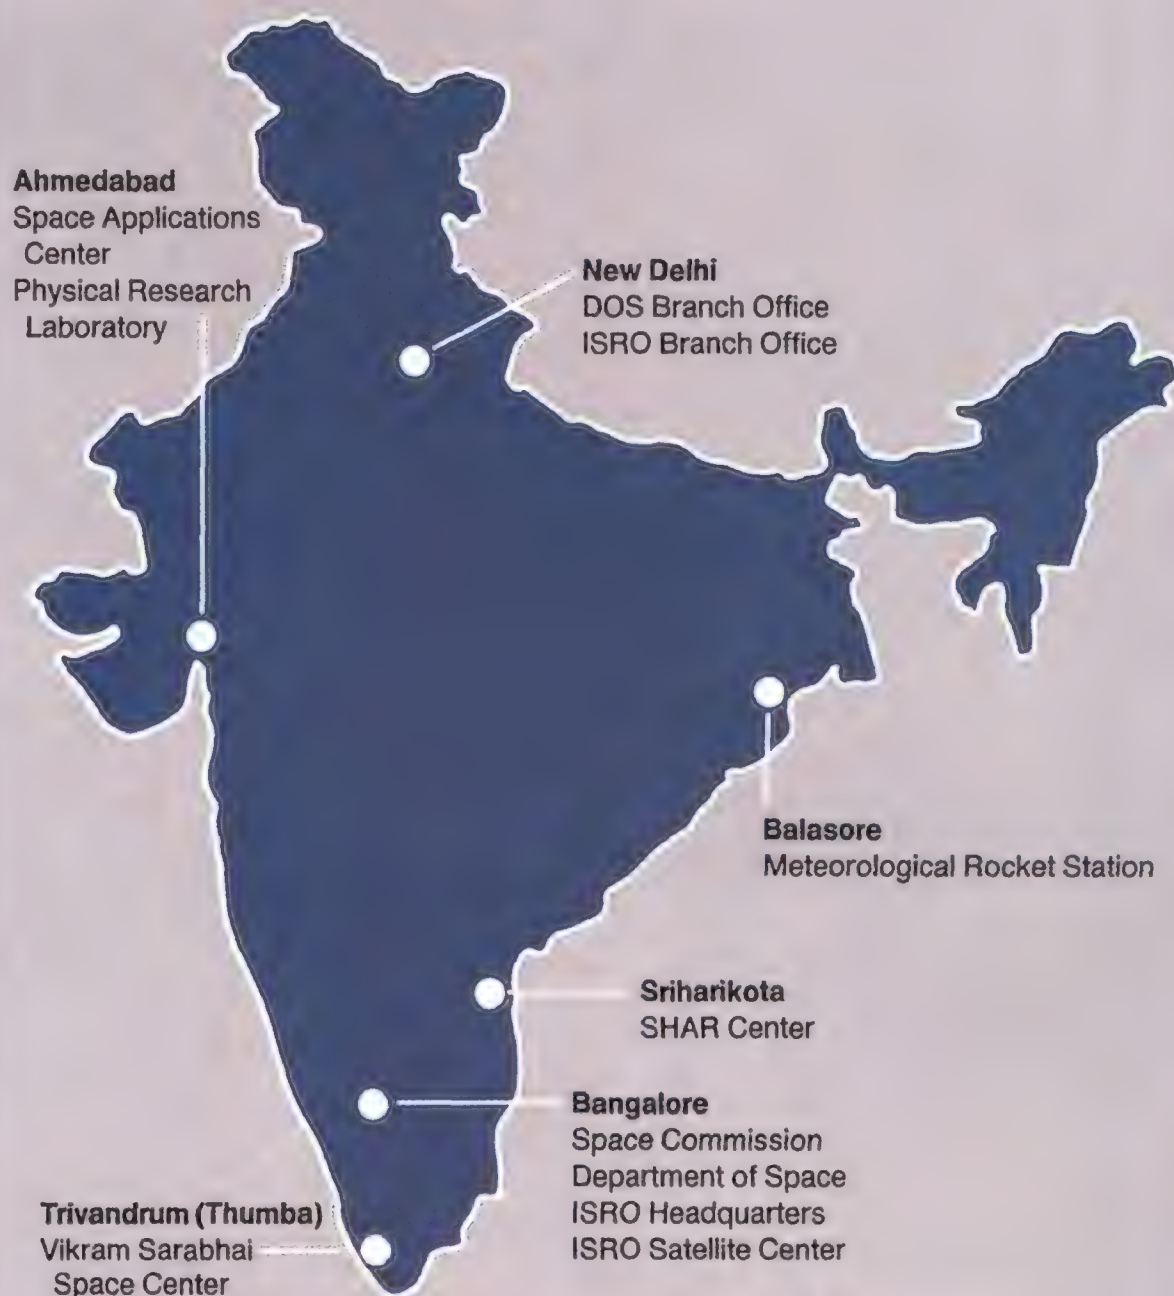 Ahmedabad
Space Applications
Center
Physical Research
Laboratory
New Delhi
DOS Branch Office
ISRO Branch Office
Balasore
Meteorological Rocket Station
Sriharikota
SHAR Center
Bangalore
Space Commission
Department of Space
ISRO Headquarters
ISRO Satellite Center
Trivandrum (Thumba)
Vikram Sarabhai
Space Center